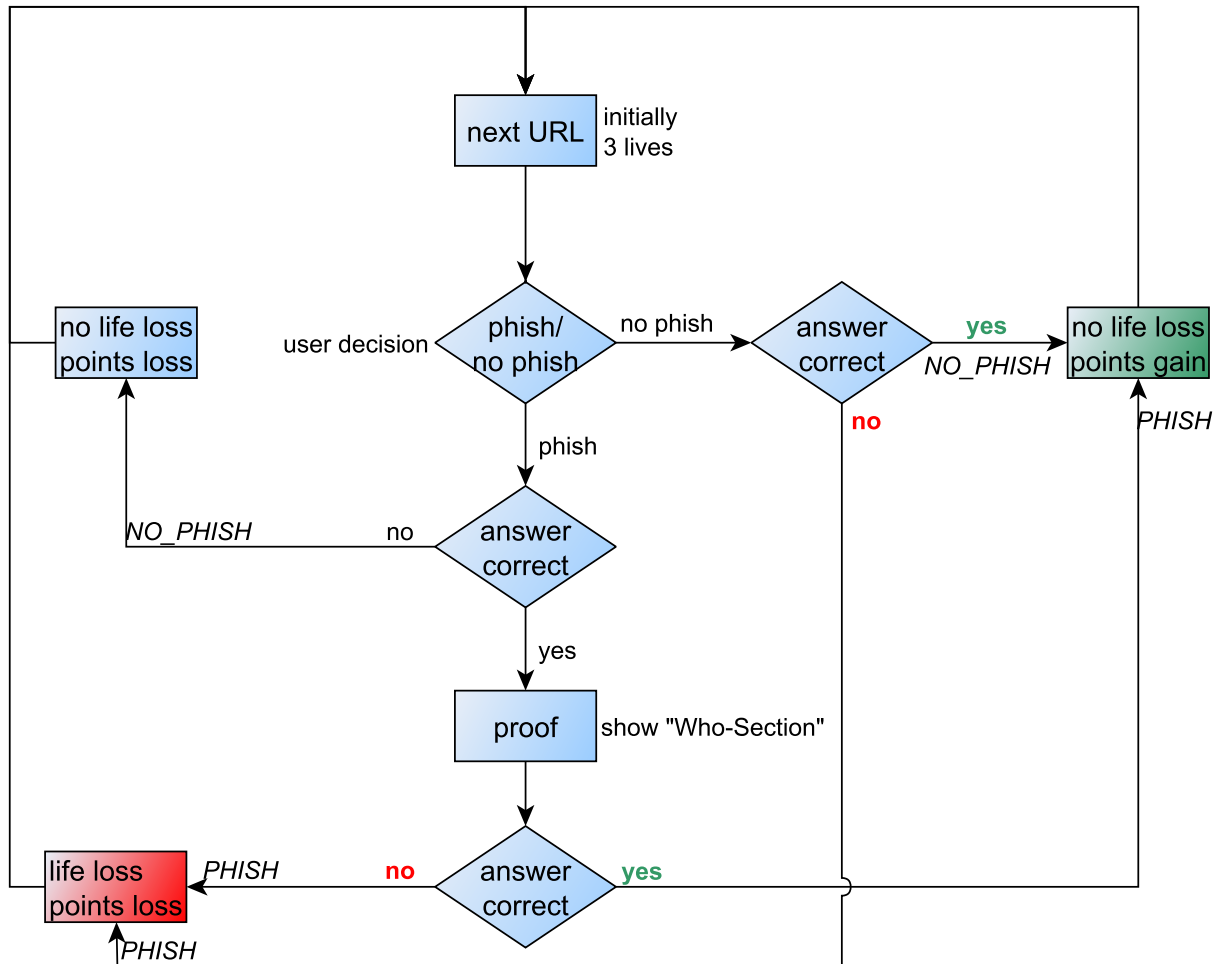 next URL
initially
3 lives
no life loss
points loss
user decision
phish/
no phish
no phish
answer
correct
yes
NO_PHISH
no life loss
points gain
no
PHISH
phish
NO_PHISH
no
answer
correct
yes
proof
show "Who-Section"
life loss
points loss
PHISH
no
answer
correct
yes
PHISH